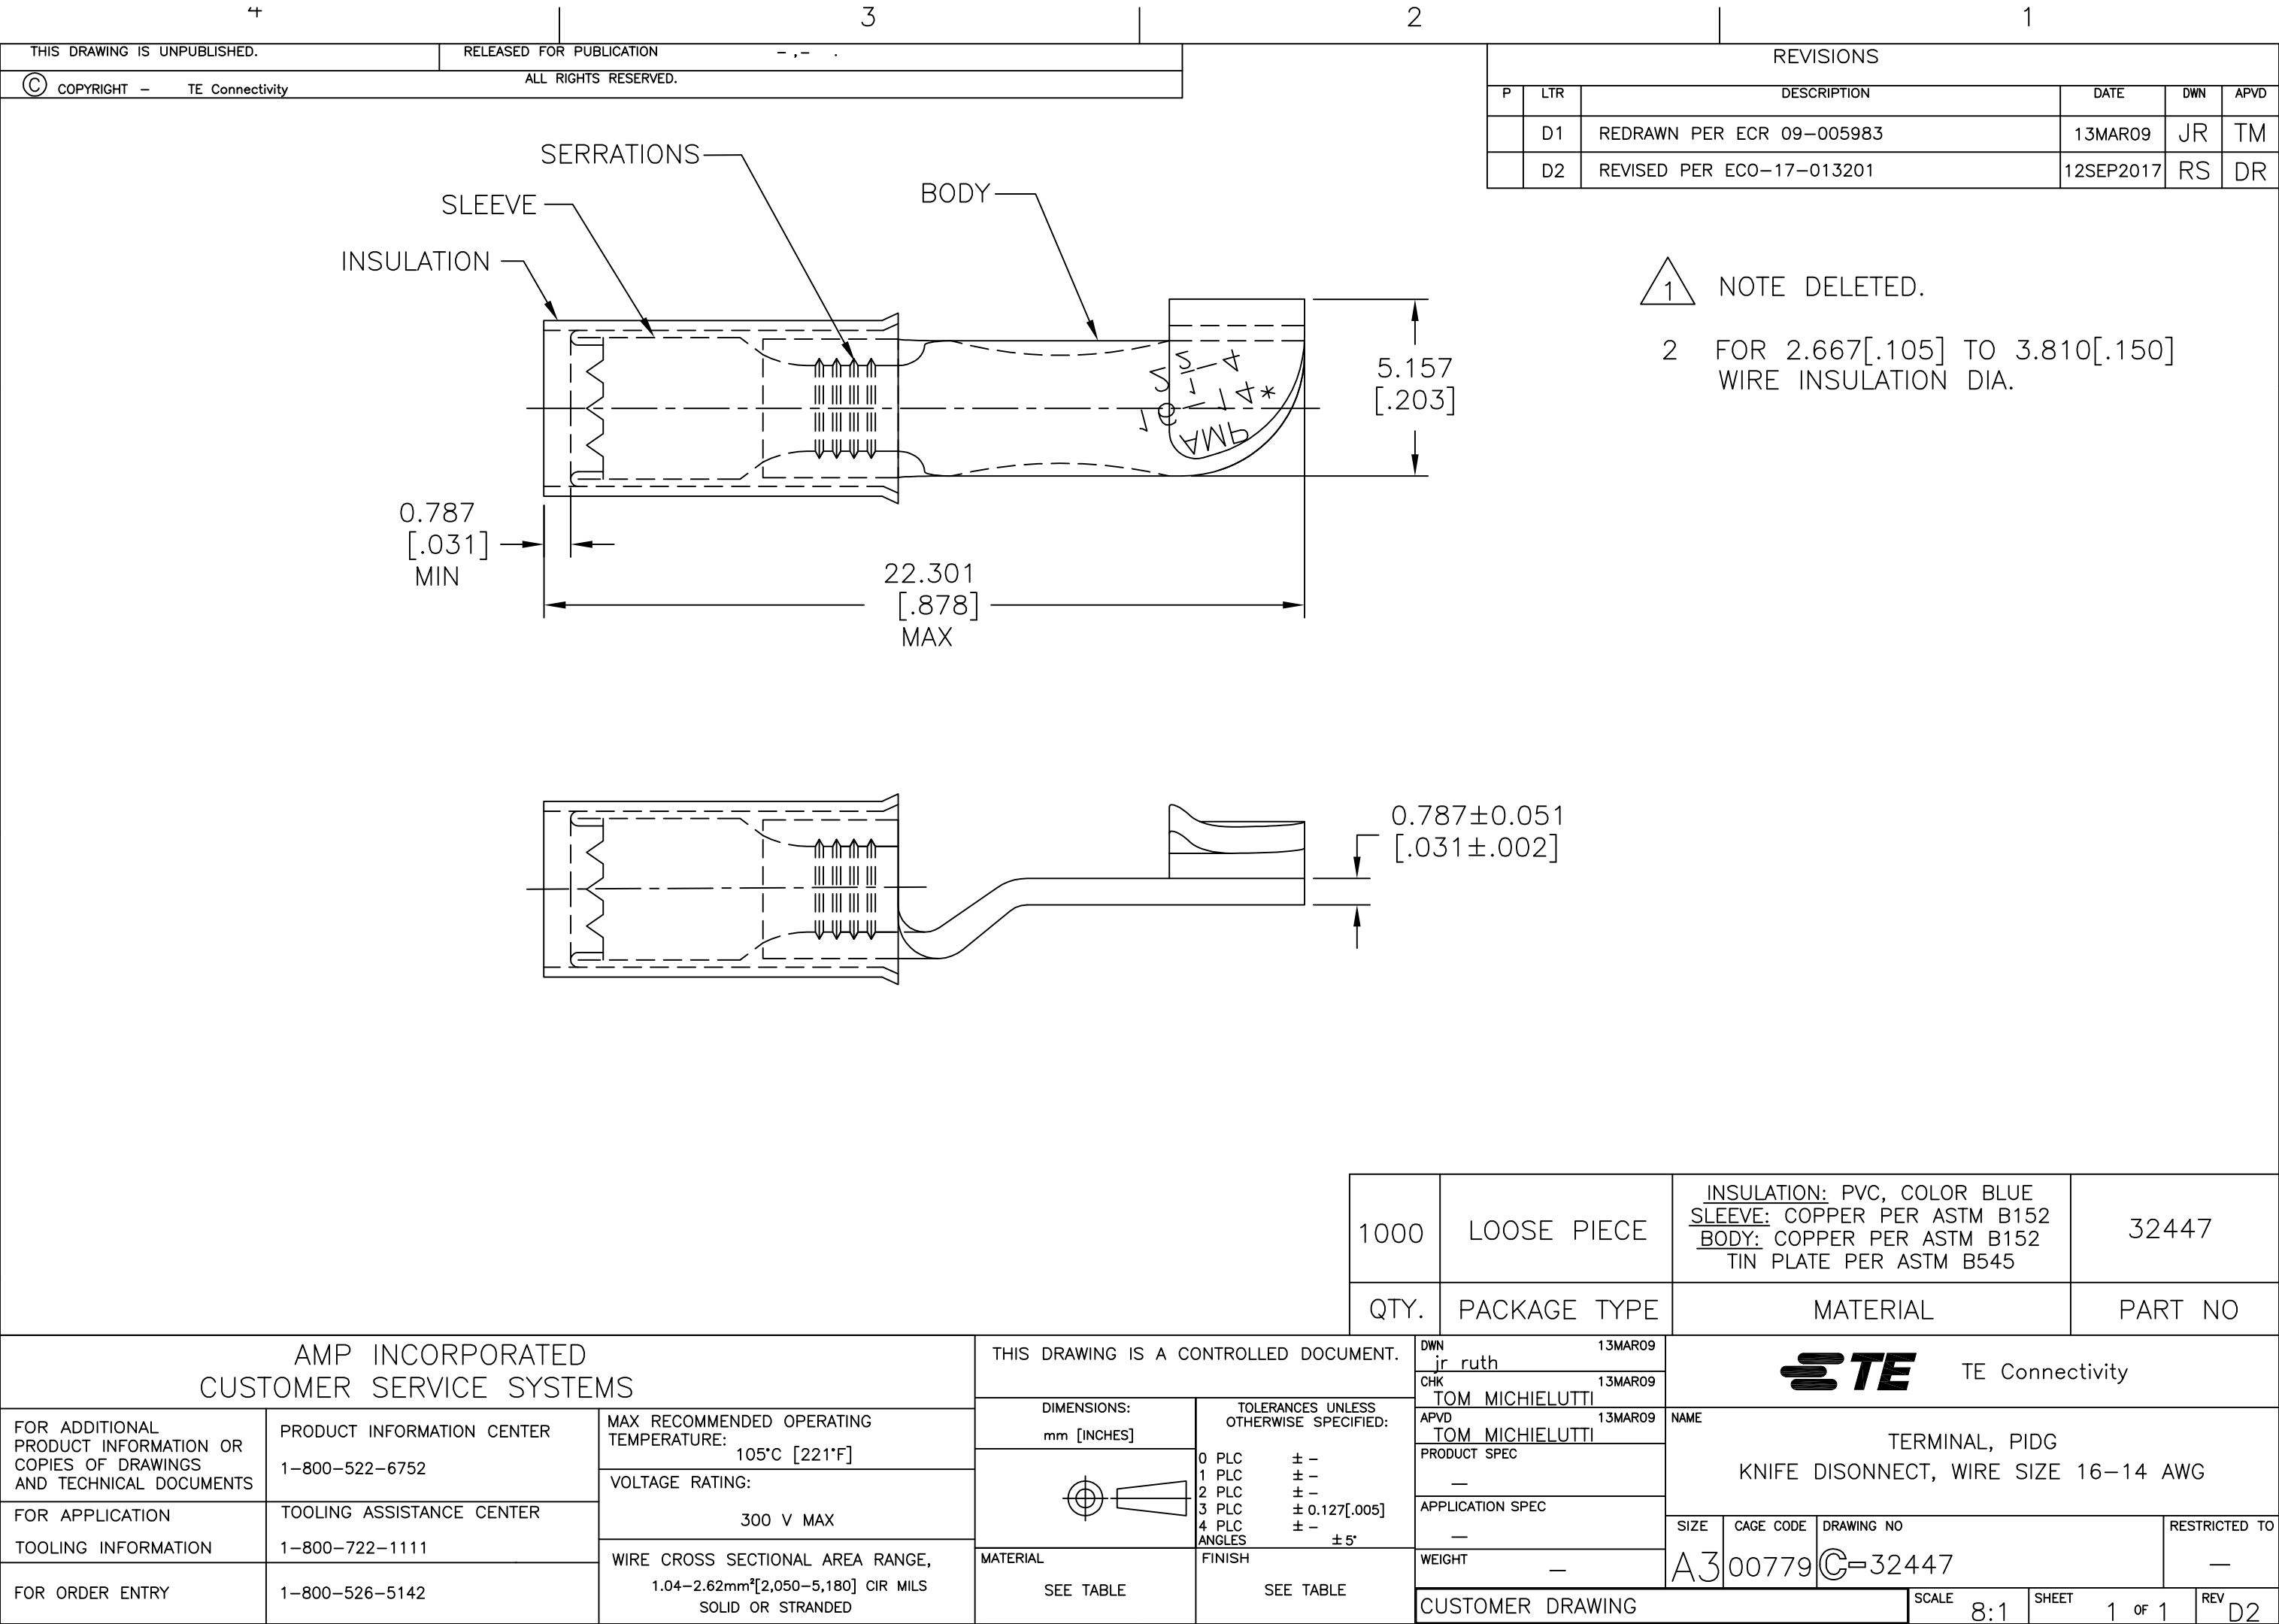 4 3 2 1
THIS DRAWING IS UNPUBLISHED.
RELEASED FOR PUBLICATION – ,– .
© COPYRIGHT – TE Connectivity
ALL RIGHTS RESERVED.
REVISIONS
P LTR DESCRIPTION DATE DWN APVD
D1 REDRAWN PER ECR 09–005983 13MAR09 JR TM
D2 REVISED PER ECO–17–013201 12SEP2017 RS DR
SERRATIONS
SLEEVE
BODY
INSULATION
1 NOTE DELETED.
2 FOR 2.667[.105] TO 3.810[.150]
WIRE INSULATION DIA.
5.157
[.203]
AMP
*
16–14
0.787
[.031]
MIN
22.301
[.878]
MAX
0.787±0.051
[.031±.002]
1000
LOOSE PIECE
INSULATION: PVC, COLOR BLUE
SLEEVE: COPPER PER ASTM B152
BODY: COPPER PER ASTM B152
TIN PLATE PER ASTM B545
32447
QTY. PACKAGE TYPE MATERIAL PART NO
AMP INCORPORATED
CUSTOMER SERVICE SYSTEMS
FOR ADDITIONAL
PRODUCT INFORMATION OR
COPIES OF DRAWINGS
AND TECHNICAL DOCUMENTS
PRODUCT INFORMATION CENTER
1–800–522–6752
FOR APPLICATION
TOOLING INFORMATION
TOOLING ASSISTANCE CENTER
1–800–722–1111
FOR ORDER ENTRY
1–800–526–5142
MAX RECOMMENDED OPERATING
TEMPERATURE:
105°C [221°F]
VOLTAGE RATING:
300 V MAX
WIRE CROSS SECTIONAL AREA RANGE,
1.04–2.62mm²[2,050–5,180] CIR MILS
SOLID OR STRANDED
THIS DRAWING IS A CONTROLLED DOCUMENT.
DIMENSIONS:
mm [INCHES]
TOLERANCES UNLESS
OTHERWISE SPECIFIED:
0 PLC ± –
1 PLC ± –
2 PLC ± –
3 PLC ± 0.127[.005]
4 PLC ± –
ANGLES ± 5°
MATERIAL
SEE TABLE
FINISH
SEE TABLE
DWN 13MAR09
jr ruth
CHK 13MAR09
TOM MICHIELUTTI
APVD 13MAR09
TOM MICHIELUTTI
PRODUCT SPEC
–
APPLICATION SPEC
–
WEIGHT –
CUSTOMER DRAWING
TE TE Connectivity
NAME
TERMINAL, PIDG
KNIFE DISONNECT, WIRE SIZE 16–14 AWG
SIZE CAGE CODE DRAWING NO RESTRICTED TO
A3 00779 C–32447 –
SCALE 8:1 SHEET 1 OF 1 REV D2